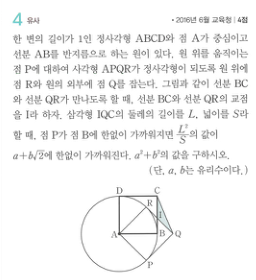 4 유사
• 2016년 6월 교육청 | 4점
한 변의 길이가 1인 정사각형 ABCD와 점 A가 중심이고
선분 AB를 반지름으로 하는 원이 있다. 원 위를 움직이는
점 P에 대하여 사각형 APQR가 정사각형이 되도록 원 위에
점 R와 원의 외부에 점 Q를 잡는다. 그림과 같이 선분 BC
와 선분 QR가 만나도록 할 때, 선분 BC와 선분 QR의 교점
을 I라 하자. 삼각형 IQC의 둘레의 길이를 L, 넓이를 S라
할 때, 점 P가 점 B에 한없이 가까워지면 L²/S의 값이
a+b√2에 한없이 가까워진다. a²+b²의 값을 구하시오.
(단, a, b는 유리수이다.)
D C
R
I
A B Q
P